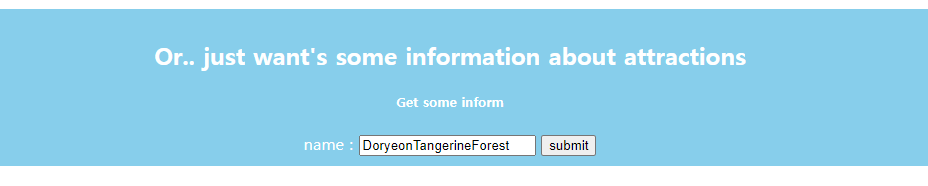 Or.. just want's some information about attractions
Get some inform
name : DoryeonTangerineForest submit